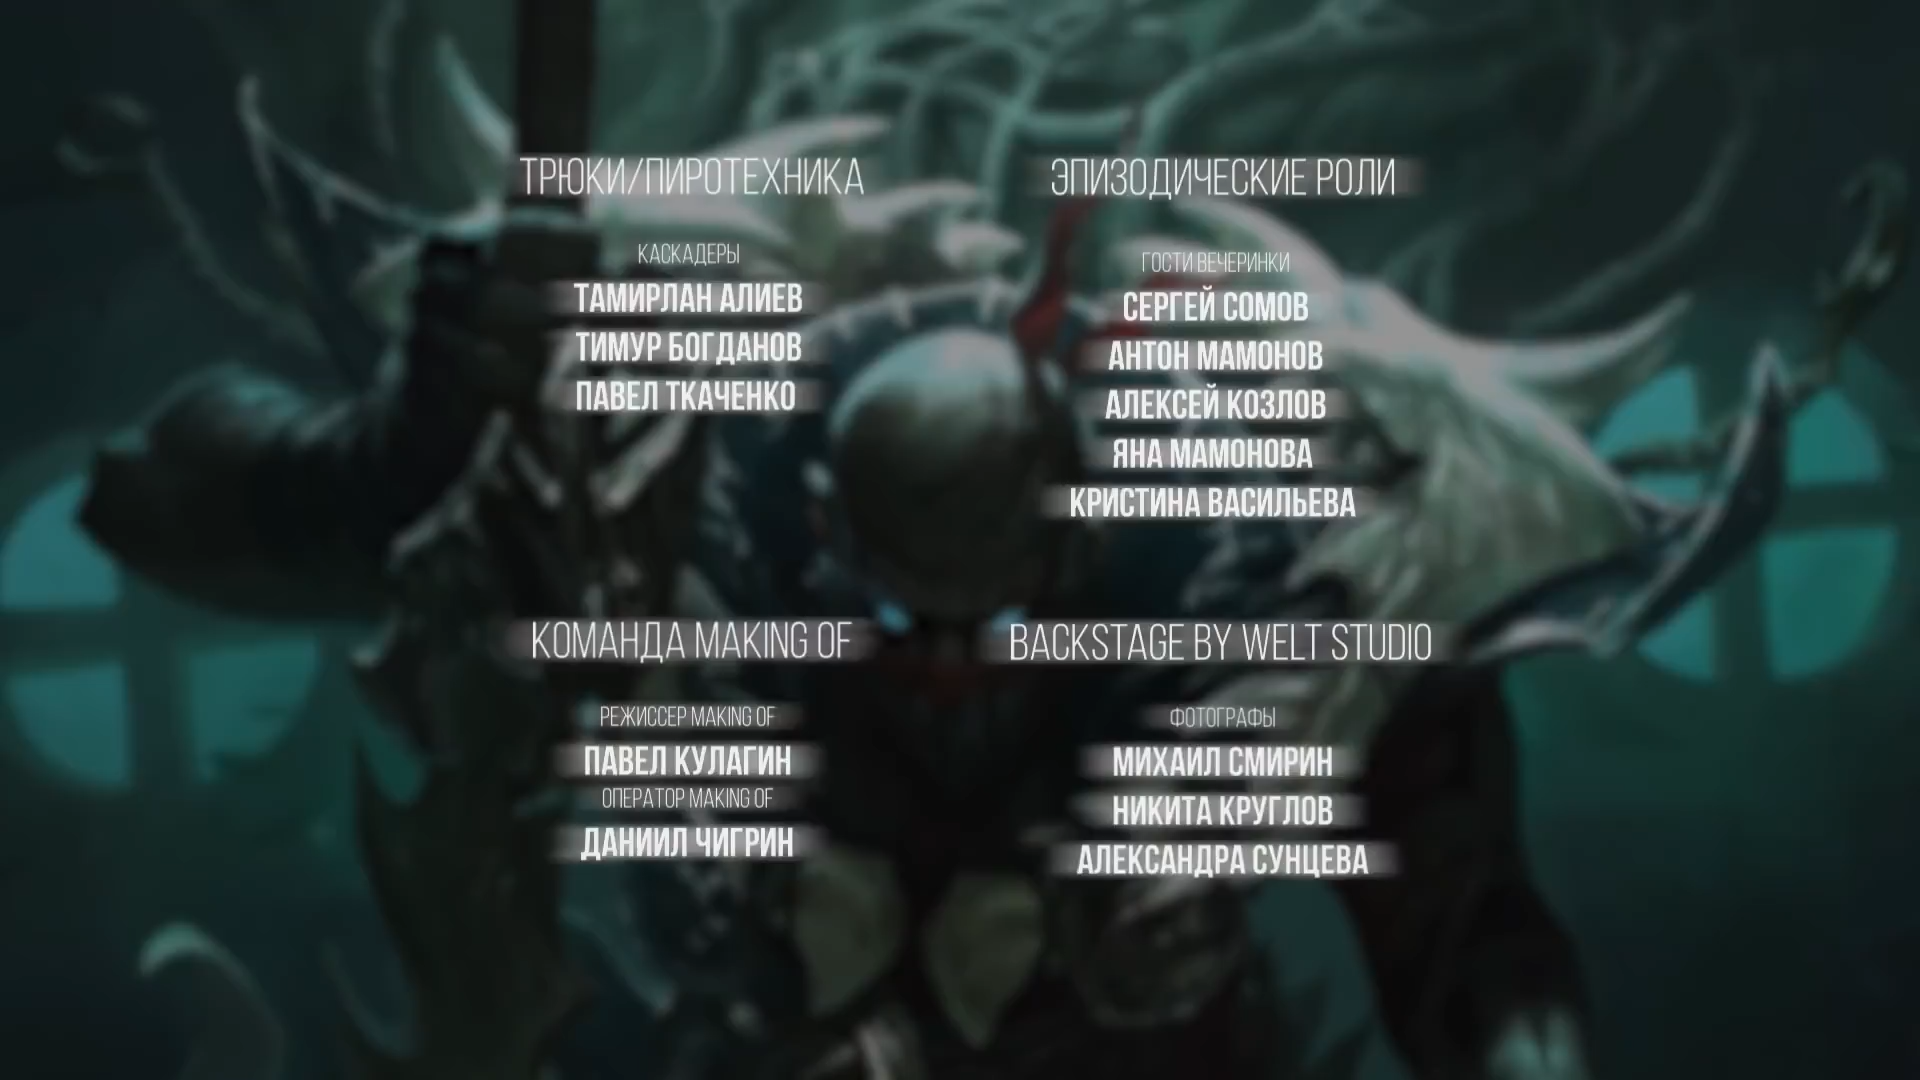 ТРЮКИ/ПИРОТЕХНИКА
КАСКАДЕРЫ
ТАМИРЛАН АЛИЕВ
ТИМУР БОГДАНОВ
ПАВЕЛ ТКАЧЕНКО
ЭПИЗОДИЧЕСКИЕ РОЛИ
ГОСТИ ВЕЧЕРИНКИ
СЕРГЕЙ СОМОВ
АНТОН МАМОНОВ
АЛЕКСЕЙ КОЗЛОВ
ЯНА МАМОНОВА
КРИСТИНА ВАСИЛЬЕВА
КОМАНДА MAKING OF
РЕЖИССЕР MAKING OF
ПАВЕЛ КУЛАГИН
ОПЕРАТОР MAKING OF
ДАНИИЛ ЧИГРИН
BACKSTAGE BY WELT STUDIO
ФОТОГРАФЫ
МИХАИЛ СМИРИН
НИКИТА КРУГЛОВ
АЛЕКСАНДРА СУНЦЕВА